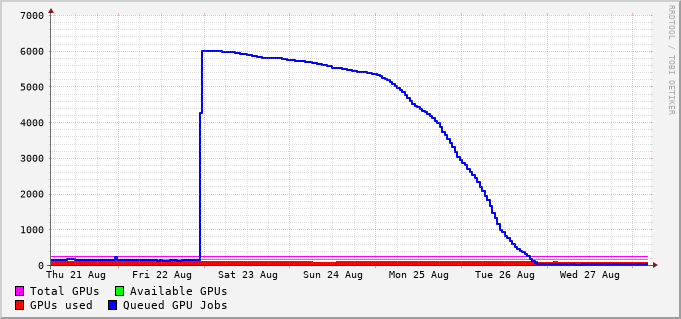 RRDTOOL / TOBI OETIKER
7000
6000
5000
4000
3000
2000
1000
0
Thu 21 Aug Fri 22 Aug Sat 23 Aug Sun 24 Aug Mon 25 Aug Tue 26 Aug Wed 27 Aug
Total GPUs Available GPUs
GPUs used Queued GPU Jobs